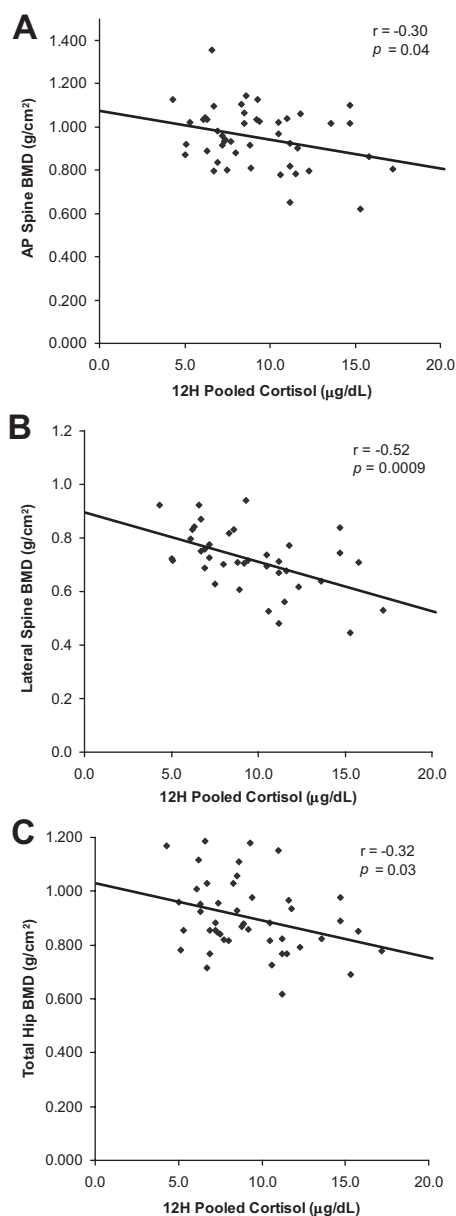 A
r = -0.30
p = 0.04
AP Spine BMD (g/cm²)
1.400
1.200
1.000
0.800
0.600
0.400
0.200
0.000
0.0 5.0 10.0 15.0 20.0
12H Pooled Cortisol (μg/dL)
B
r = -0.52
p = 0.0009
Lateral Spine BMD (g/cm²)
1.2
1.0
0.8
0.6
0.4
0.2
0.0
0.0 5.0 10.0 15.0 20.0
12H Pooled Cortisol (μg/dL)
C
r = -0.32
p = 0.03
Total Hip BMD (g/cm²)
1.200
1.000
0.800
0.600
0.400
0.200
0.000
0.0 5.0 10.0 15.0 20.0
12H Pooled Cortisol (μg/dL)